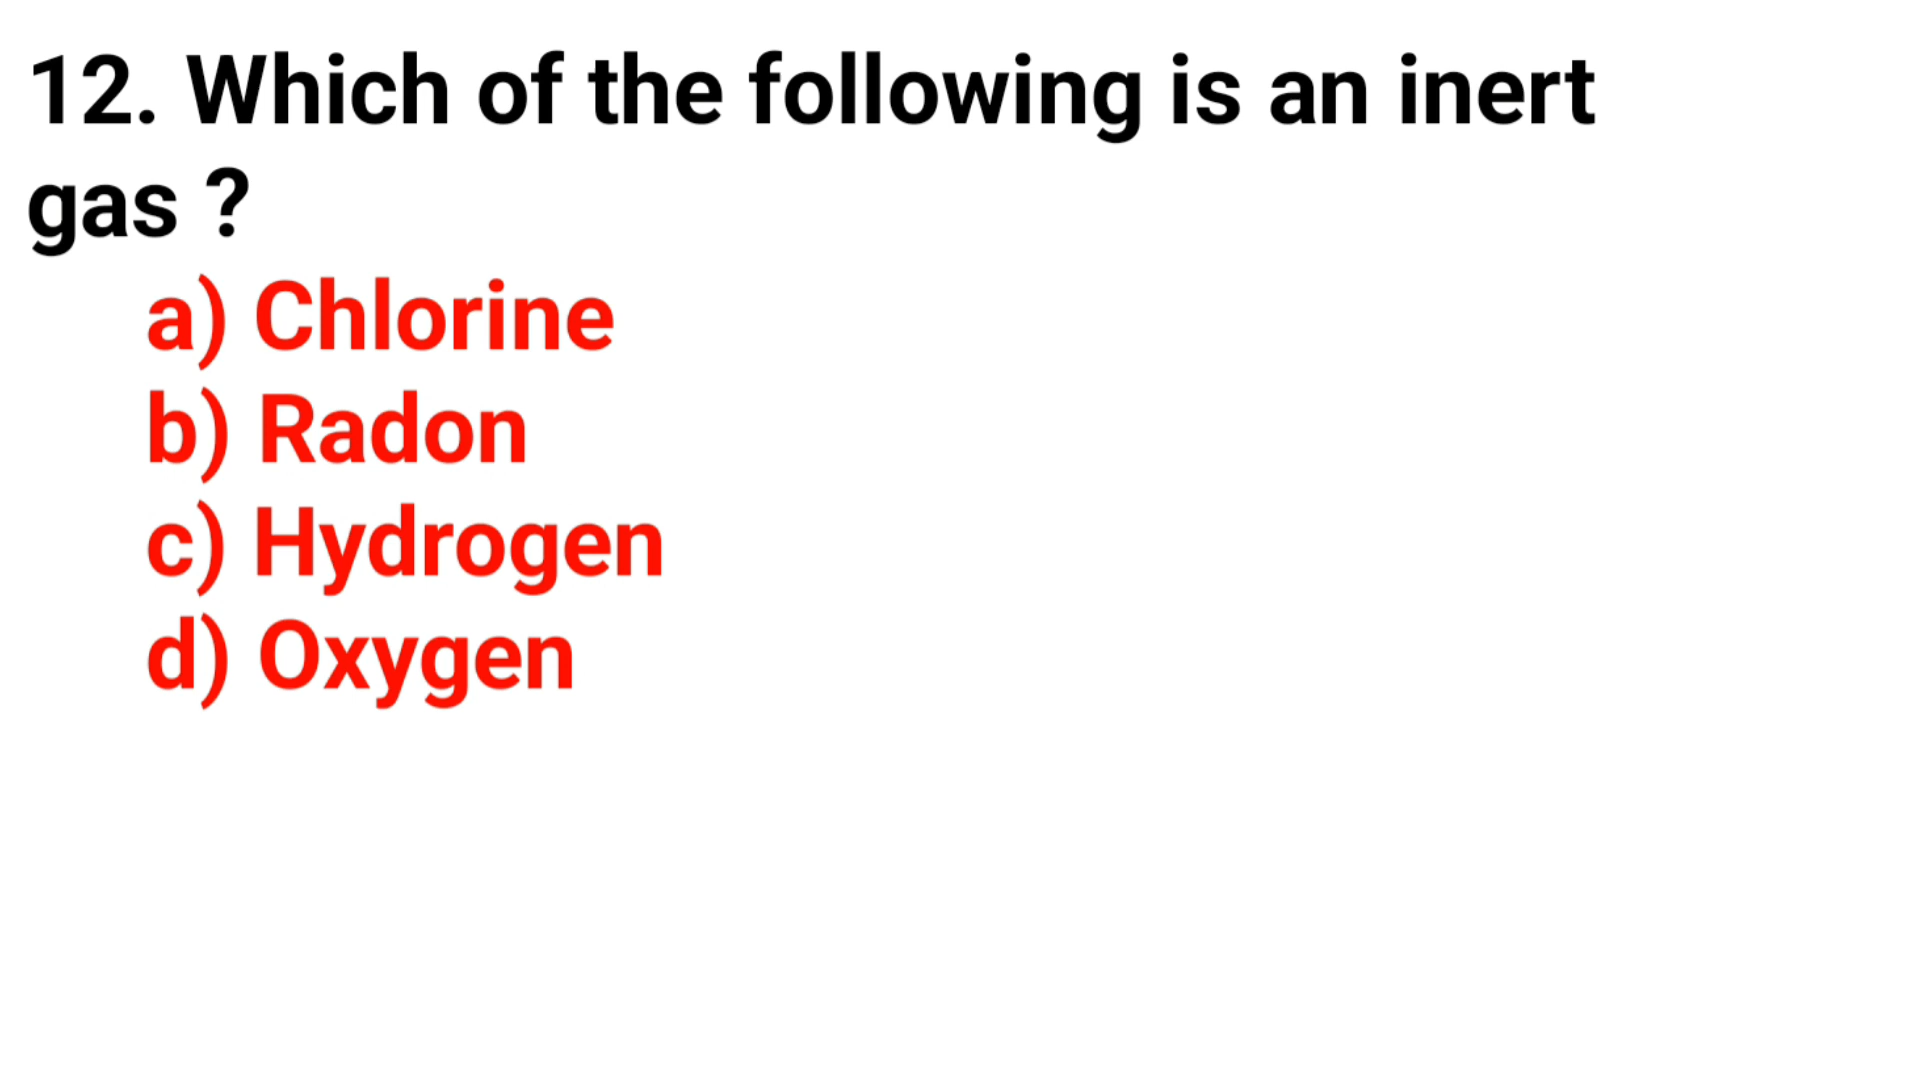 12. Which of the following is an inert
gas ?
a) Chlorine
b) Radon
c) Hydrogen
d) Oxygen